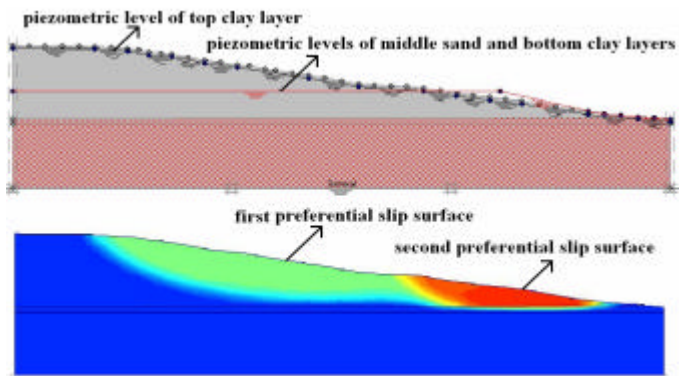 piezometric level of top clay layer
piezometric levels of middle sand and bottom clay layers
first preferential slip surface
second preferential slip surface